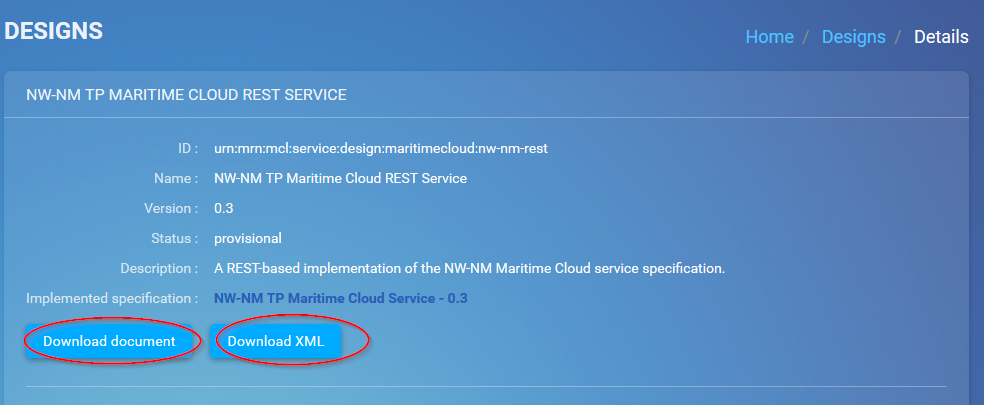 DESIGNS
Home / Designs / Details
NW-NM TP MARITIME CLOUD REST SERVICE
ID : urn:mrn:mcl:service:design:maritimecloud:nw-nm-rest
Name : NW-NM TP Maritime Cloud REST Service
Version : 0.3
Status : provisional
Description : A REST-based implementation of the NW-NM Maritime Cloud service specification.
Implemented specification : NW-NM TP Maritime Cloud Service - 0.3
Download document Download XML